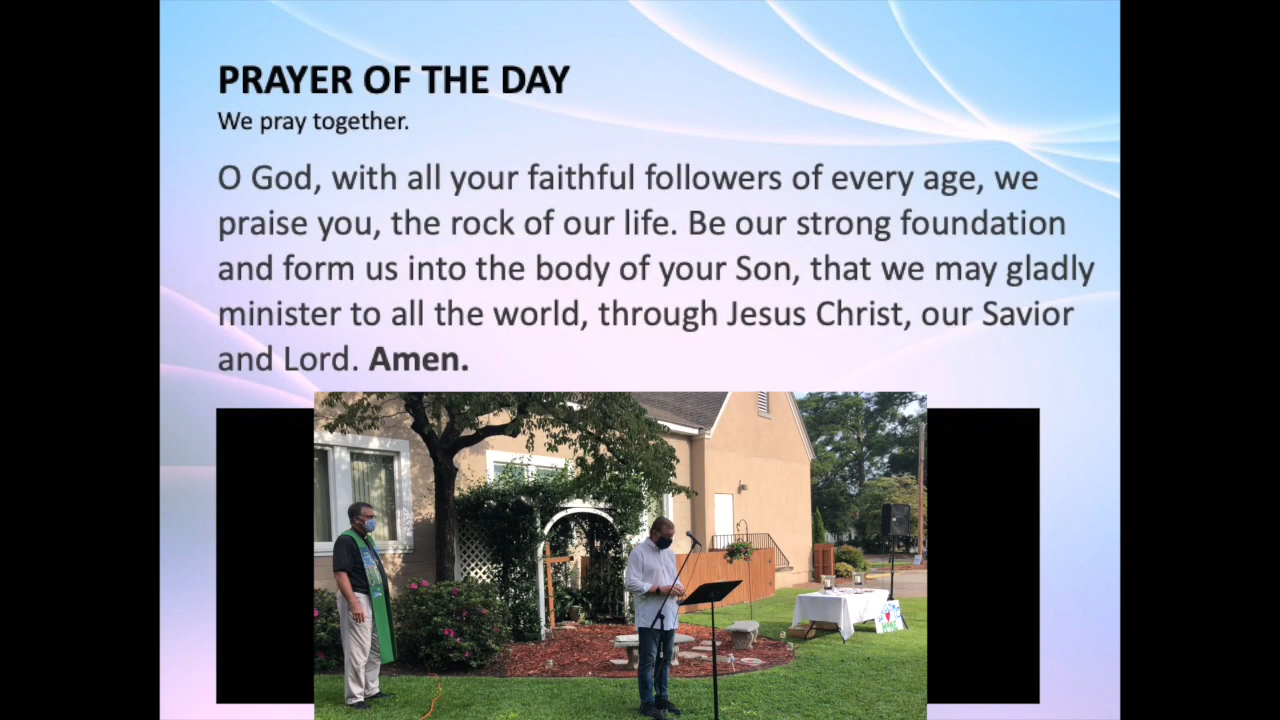 PRAYER OF THE DAY
We pray together.
O God, with all your faithful followers of every age, we
praise you, the rock of our life. Be our strong foundation
and form us into the body of your Son, that we may gladly
minister to all the world, through Jesus Christ, our Savior
and Lord. Amen.